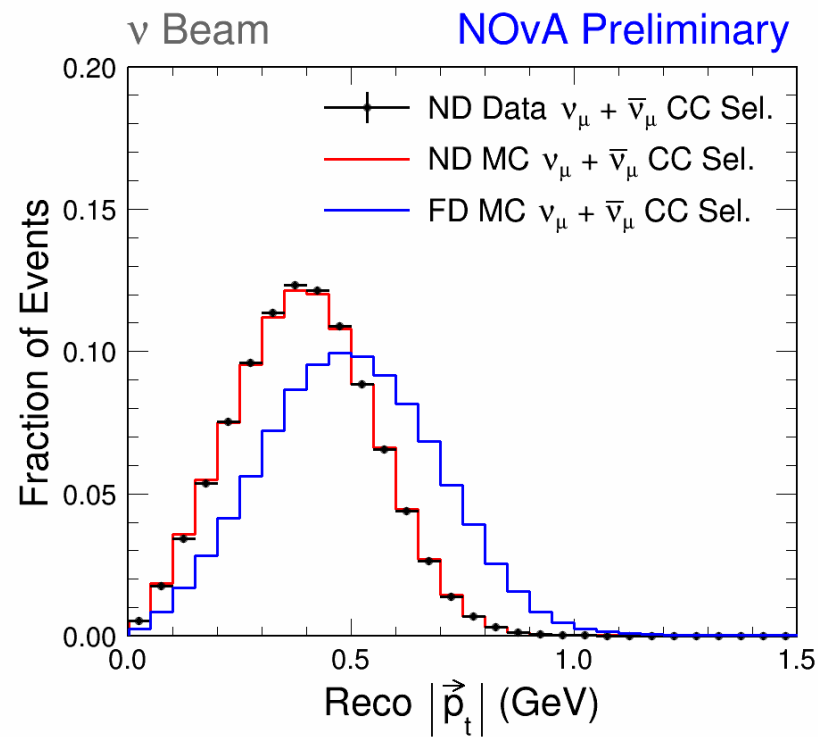 ν Beam NOvA Preliminary
0.20
ND Data ν_μ + ν̅_μ CC Sel.
ND MC ν_μ + ν̅_μ CC Sel.
0.15
FD MC ν_μ + ν̅_μ CC Sel.
Fraction of Events
0.10
0.05
0.00
0.0 0.5 1.0 1.5
Reco |p⃗_t| (GeV)